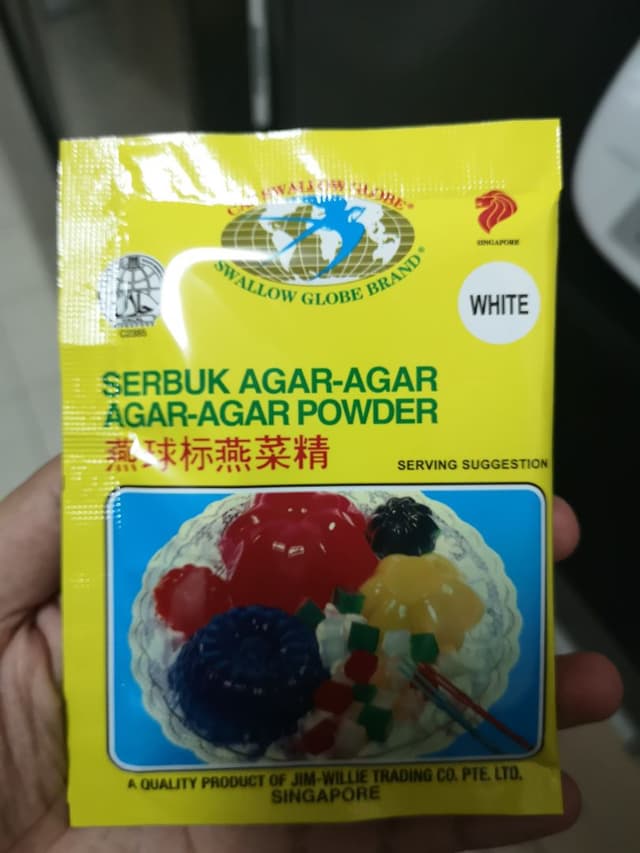 SWALLOW GLOBE
SWALLOW GLOBE BRAND
SINGAPORE
WHITE
SERBUK AGAR-AGAR
AGAR-AGAR POWDER
燕球标燕菜精
SERVING SUGGESTION
A QUALITY PRODUCT OF JIM-WILLIE TRADING CO. PTE. LTD.
SINGAPORE